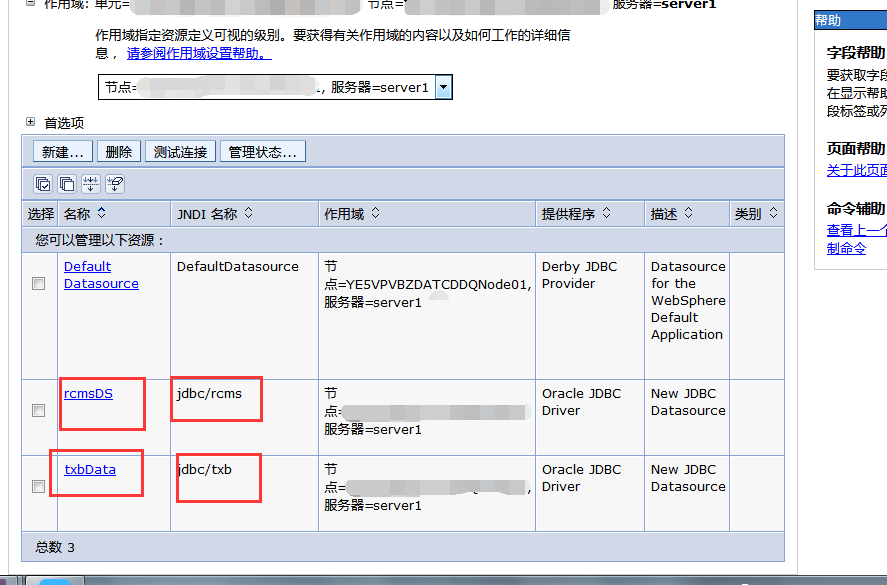 作用域: 单元=
节点=
服务器=server1
作用域指定资源定义可视的级别。要获得有关作用域的内容以及如何工作的详细信
息， 请参阅作用域设置帮助。
节点=
, 服务器=server1
首选项
新建... 删除 测试连接 管理状态...
选择 名称 JNDI 名称 作用域 提供程序 描述 类别
您可以管理以下资源：
Default
Datasource
DefaultDatasource
节
点=YE5VPVBZDATCDDQNode01,
服务器=server1
Derby JDBC
Provider
Datasource
for the
WebSphere
Default
Application
rcmsDS
jdbc/rcms
节
点=
服务器=server1
Oracle JDBC
Driver
New JDBC
Datasource
txbData
jdbc/txb
节
点=
,
服务器=server1
Oracle JDBC
Driver
New JDBC
Datasource
总数 3
帮助
字段帮助
要获取字段
在显示帮助
段标签或列
页面帮助
关于此页面
命令辅助
查看上一个
制命令